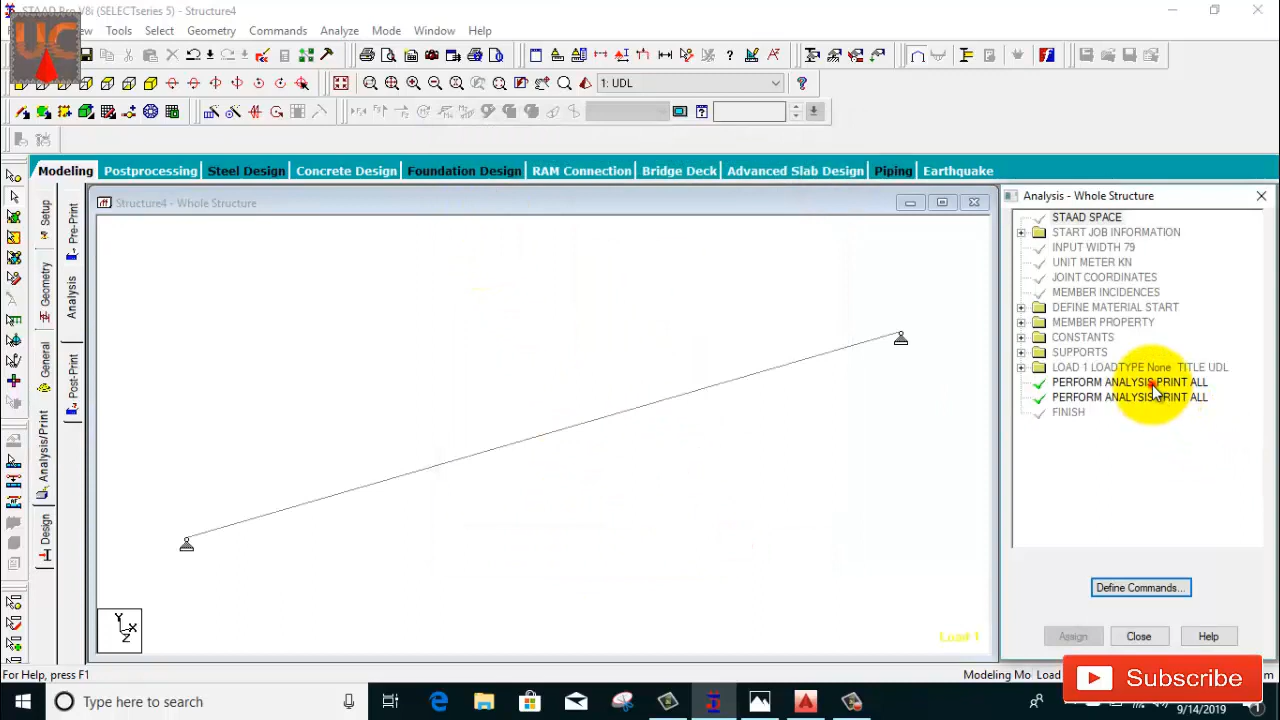 STAAD Pro V8i (SELECTseries 5) - Structure4
Tools Select Geometry Commands Analyze Mode Window Help
1: UDL
Modeling Postprocessing Steel Design Concrete Design Foundation Design RAM Connection Bridge Deck Advanced Slab Design Piping Earthquake
Setup
Geometry
General
Analysis/Print
Design
Pre-Print
Analysis
Post-Print
Structure4 - Whole Structure
Y
X
Z
Load 1
Analysis - Whole Structure
STAAD SPACE
START JOB INFORMATION
INPUT WIDTH 79
UNIT METER KN
JOINT COORDINATES
MEMBER INCIDENCES
DEFINE MATERIAL START
MEMBER PROPERTY
CONSTANTS
SUPPORTS
LOAD 1 LOADTYPE None TITLE UDL
PERFORM ANALYSIS PRINT ALL
PERFORM ANALYSIS PRINT ALL
FINISH
Define Commands...
Assign Close Help
For Help, press F1
Modeling Mo Load
Subscribe
Type here to search
9/14/2019
UC